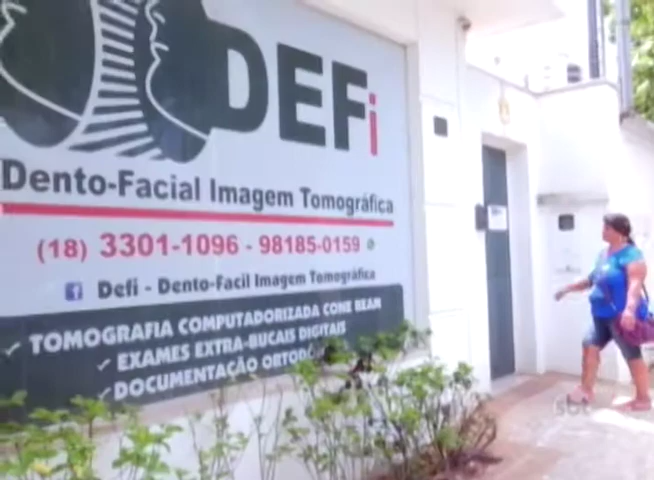 DEFi
Dento-Facial Imagem Tomográfica
(18) 3301-1096 - 98185-0159
Defi - Dento-Facil Imagem Tomográfica
✓ TOMOGRAFIA COMPUTADORIZADA CONE BEAM
✓ EXAMES EXTRA-BUCAIS DIGITAIS
✓ DOCUMENTAÇÃO
sbt